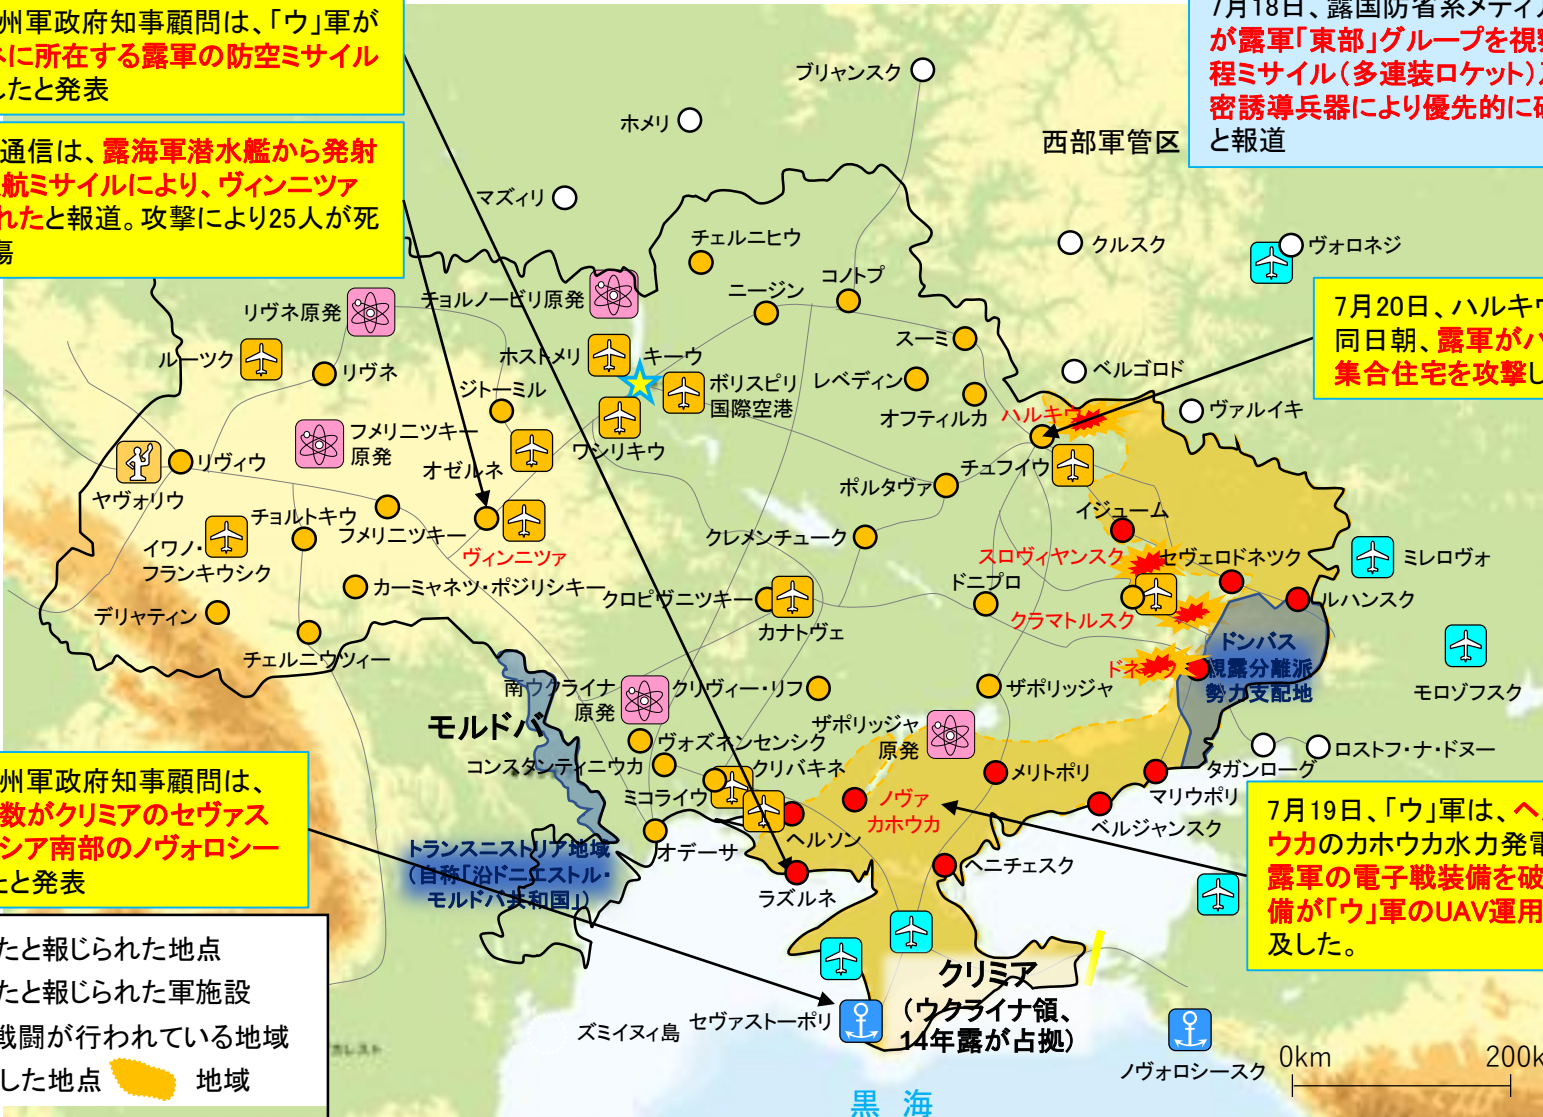 州軍政府知事顧問は、「ウ」軍が
ネに所在する露軍の防空ミサイル
したと発表
通信は、露海軍潜水艦から発射
航ミサイルにより、ヴィンニツァ
れたと報道。攻撃により25人が死
傷
7月18日、露国防省系メディ
が露軍「東部」グループを視
程ミサイル（多連装ロケット）
密誘導兵器により優先的に
と報道
ブリャンスク
ホメリ
西部軍管区
マズィリ
チェルニヒウ
クルスク
ヴォロネジ
コノトプ
ニージン
リヴネ原発
チョルノービリ原発
7月20日、ハルキウ
同日朝、露軍がハ
集合住宅を攻撃し
スーミ
ルーツク
リヴネ
ホストメリ
キーウ
ベルゴロド
ジトーミル
ボリスピリ
国際空港
レベディン
オフティルカ
ハルキウ
ヴァルイキ
フメリニツキー
原発
ワシリキウ
リヴィウ
オゼルネ
チュフイウ
ヤヴォリウ
ポルタヴァ
チョルトキウ
フメリニツキー
イジューム
イワノ・
フランキウシク
ヴィンニツァ
クレメンチューク
スロヴィヤンスク
セヴェロドネツク
ミレロヴォ
カーミャネツ・ポジリシキー
クロピヴニツキー
ドニプロ
ルハンスク
デリャティン
カナトヴェ
クラマトルスク
チェルニウツィー
ドンバス
親露分離派
勢力支配地
ドネツク
モロゾフスク
南ウクライナ
原発
クリヴィー・リフ
ザポリッジャ
モルドバ
ザポリッジャ
原発
ヴォズネンセンシク
コンスタンティニウカ
クリバキネ
メリトポリ
タガンローグ
ロストフ・ナ・ドヌー
マリウポリ
ミコライウ
ノヴァ
カホウカ
ベルジャンスク
州軍政府知事顧問は、
数がクリミアのセヴァス
シア南部のノヴォロシー
たと発表
7月19日、「ウ」軍は、ヘ
ウカのカホウカ水力発電
露軍の電子戦装備を破
備が「ウ」軍のUAV運用
及した。
ヘルソン
オデーサ
トランスニストリア地域
（自称「沿ドニエストル・
モルドバ共和国」）
ヘニチェスク
ラズルネ
たと報じられた地点
たと報じられた軍施設
戦闘が行われている地域
した地点
地域
クリミア
（ウクライナ領、
14年露が占拠）
ズミイヌィ島
セヴァストーポリ
ノヴォロシースク
0km
200k
黒 海
カレスト